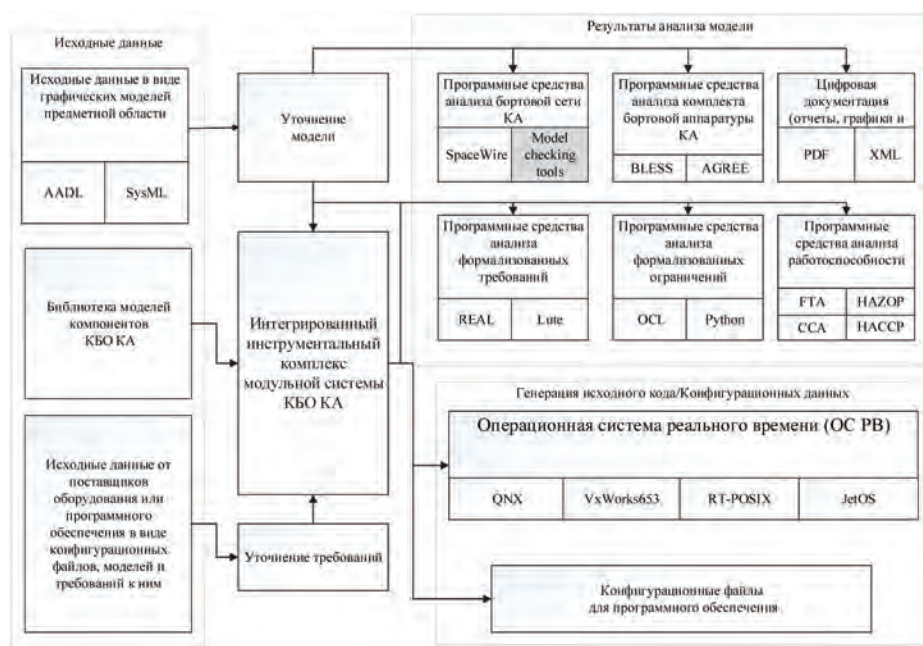 Исходные данные
Исходные данные в виде
графических моделей
предметной области
AADL
SysML
Библиотека моделей
компонентов
КБО КА
Исходные данные от
поставщиков
оборудования или
программного
обеспечения в виде
конфигурационных
файлов, моделей и
требований к ним
Уточнение
модели
Интегрированный
инструментальный
комплекс
модульной системы
КБО КА
Уточнение требований
Результаты анализа модели
Программные средства
анализа бортовой сети
КА
SpaceWire
Model
checking
tools
Программные средства
анализа комплекта
бортовой аппаратуры
КА
BLESS
AGREE
Цифровая
документация
(отчеты, графики и
PDF
XML
Программные средства
анализа
формализованных
требований
REAL
Lute
Программные средства
анализа
формализованных
ограничений
OCL
Python
Программные
средства анализа
работоспособности
FTA
HAZOP
CCA
HACCP
Генерация исходного кода/Конфигурационных данных
Операционная система реального времени (ОС РВ)
QNX
VxWorks653
RT-POSIX
JetOS
Конфигурационные файлы
для программного обеспечения